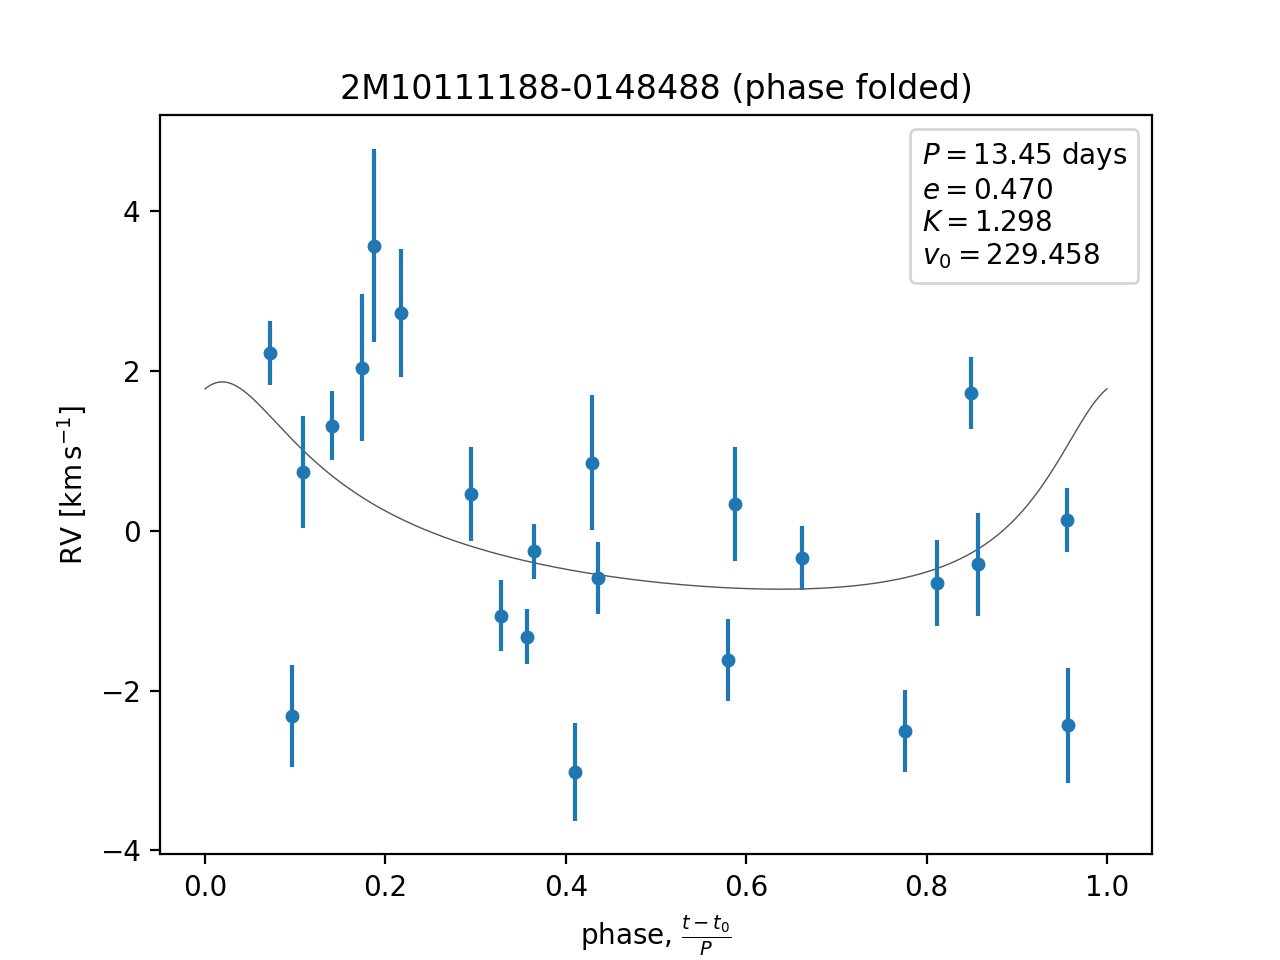 2M10111188-0148488 (phase folded)
P = 13.45 days
e = 0.470
K = 1.298
v₀ = 229.458
RV [km s⁻¹]
4
2
0
−2
−4
0.0 0.2 0.4 0.6 0.8 1.0
phase, (t − t₀)/P